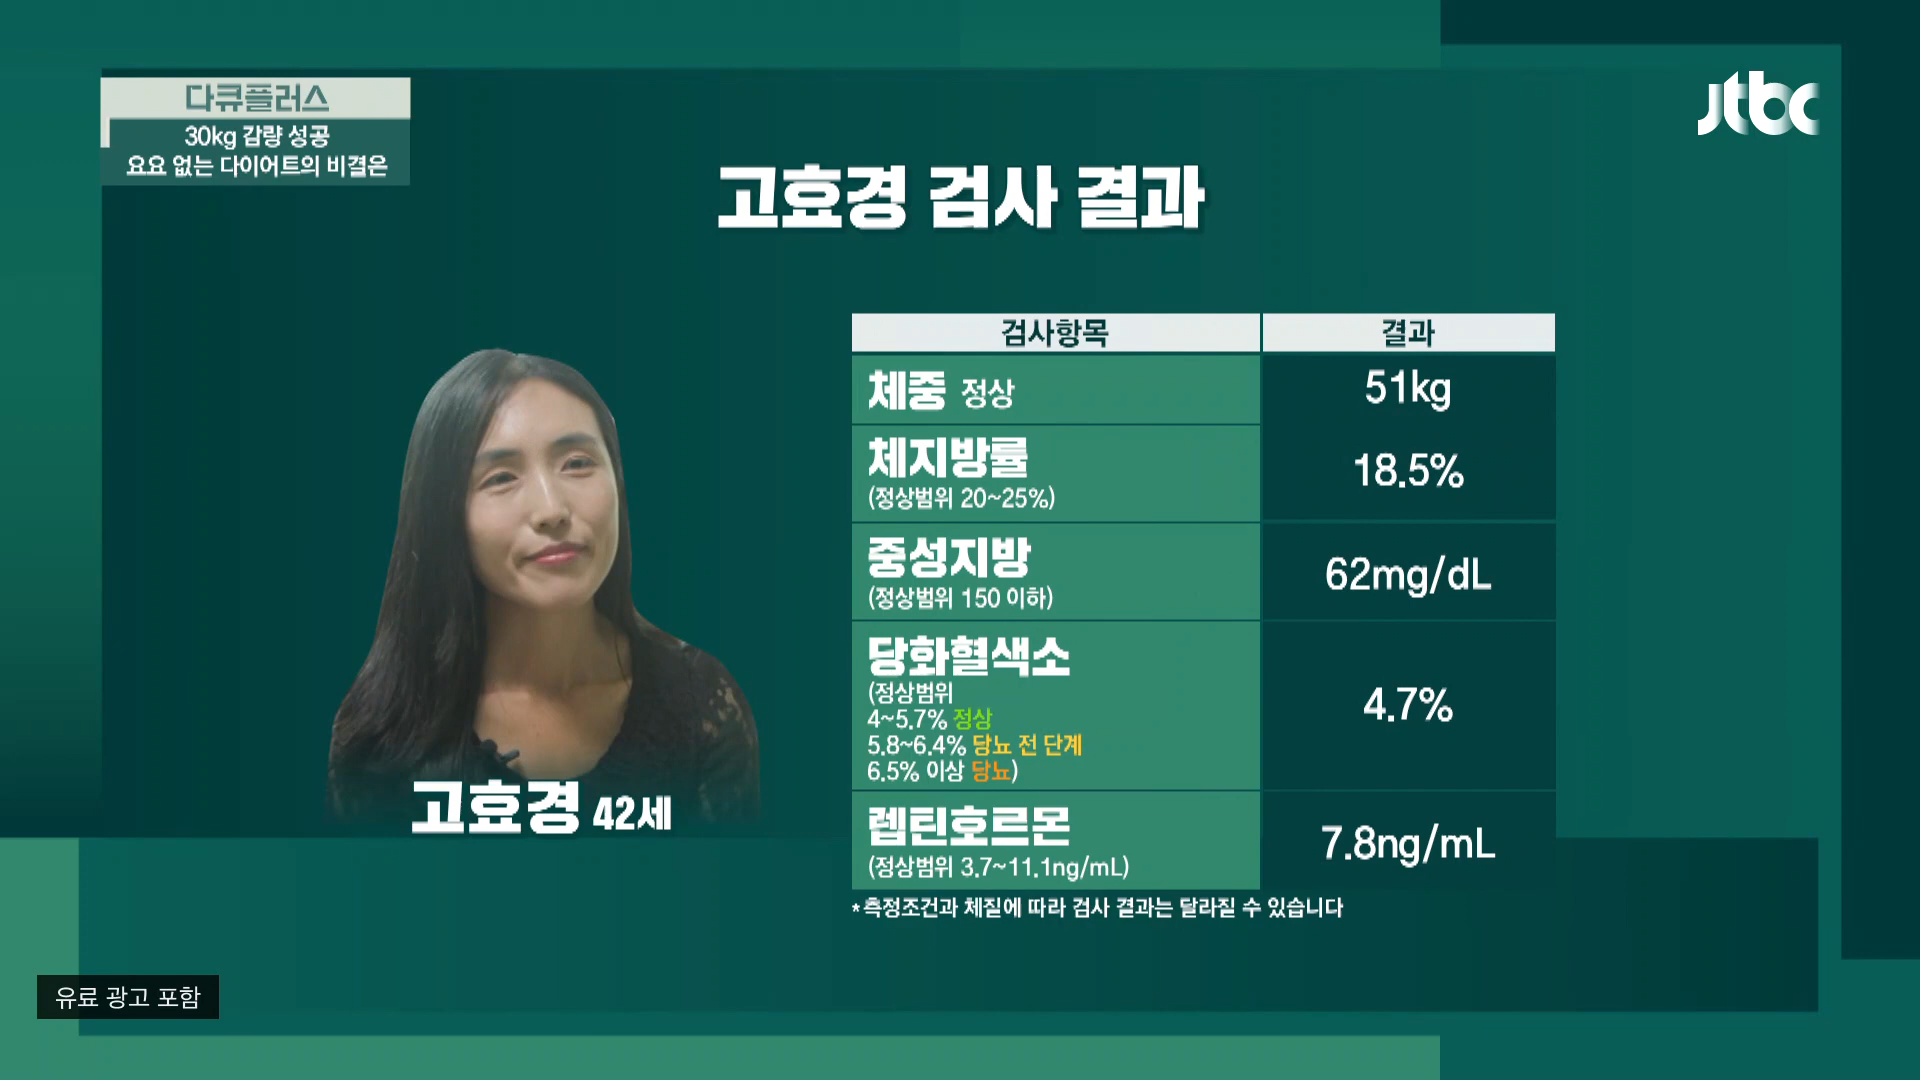 다큐플러스
30kg 감량 성공
요요 없는 다이어트의 비결은
jtbc
고효경 검사 결과
검사항목 결과
체중 정상 51kg
체지방률
(정상범위 20~25%)
18.5%
중성지방
(정상범위 150 이하)
62mg/dL
당화혈색소
(정상범위
4~5.7% 정상
5.8~6.4% 당뇨 전 단계
6.5% 이상 당뇨)
4.7%
렙틴호르몬
(정상범위 3.7~11.1ng/mL)
7.8ng/mL
*측정조건과 체질에 따라 검사 결과는 달라질 수 있습니다
고효경 42세
유료 광고 포함